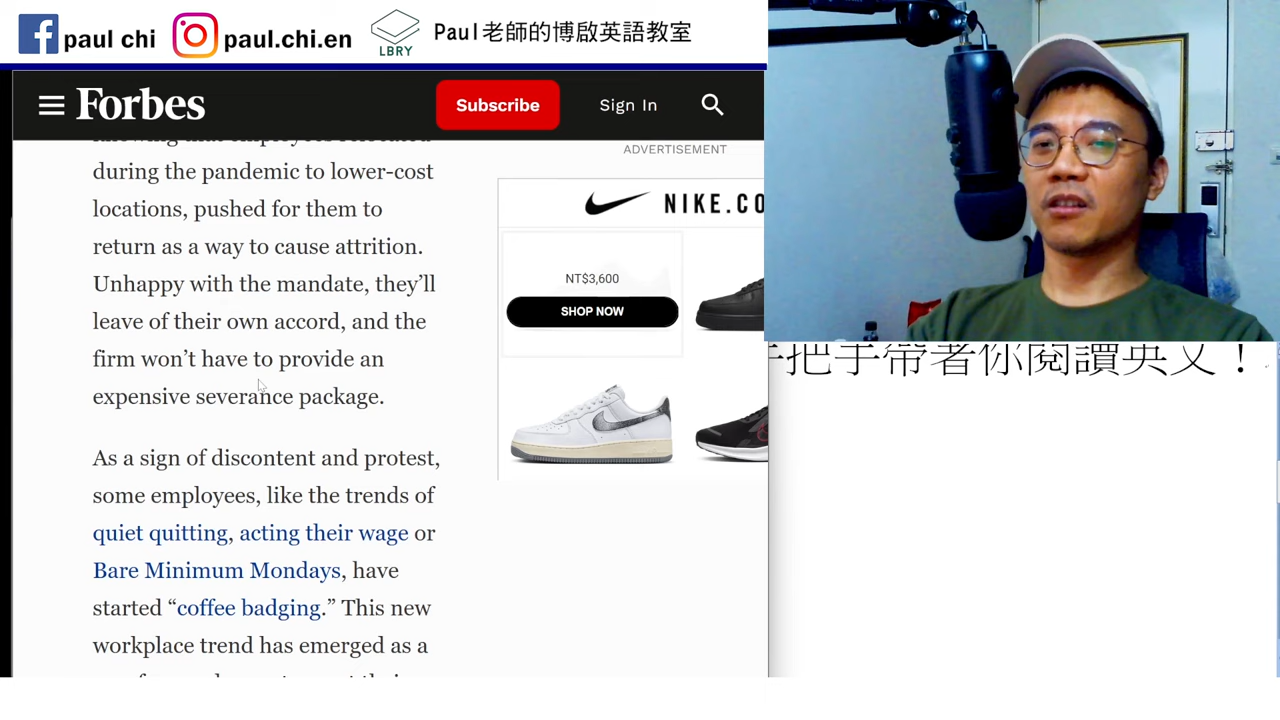 paul chi
paul.chi.en
LBRY
Paul老師的博啟英語教室
Forbes
Subscribe
Sign In
during the pandemic to lower-cost
locations, pushed for them to
return as a way to cause attrition.
Unhappy with the mandate, they’ll
leave of their own accord, and the
firm won’t have to provide an
expensive severance package.
As a sign of discontent and protest,
some employees, like the trends of
quiet quitting, acting their wage or
Bare Minimum Mondays, have
started “coffee badging.” This new
workplace trend has emerged as a
ADVERTISEMENT
NIKE.CO
NT$3,600
SHOP NOW
把手帶著你閱讀英文！